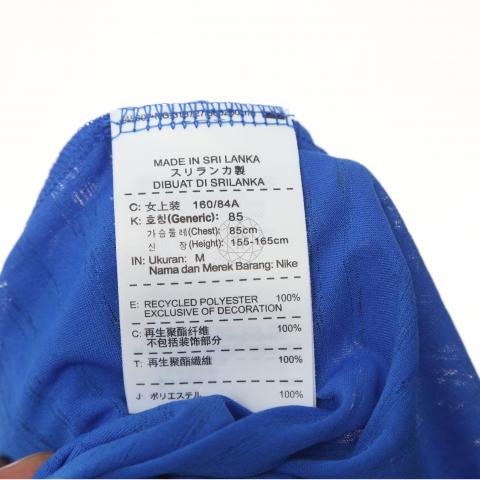 MADE IN SRI LANKA
スリランカ製
DIBUAT DI SRILANKA
C: 女上装 160/84A
K: 호칭(Generic): 85
가슴둘레(Chest): 85cm
신 장(Height): 155-165cm
IN: Ukuran: M
Nama dan Merek Barang: Nike
E: RECYCLED POLYESTER 100%
EXCLUSIVE OF DECORATION
C: 再生聚酯纤维 100%
不包括装饰部分
T: 再生聚酯纖維 100%
J: ポリエステル 100%